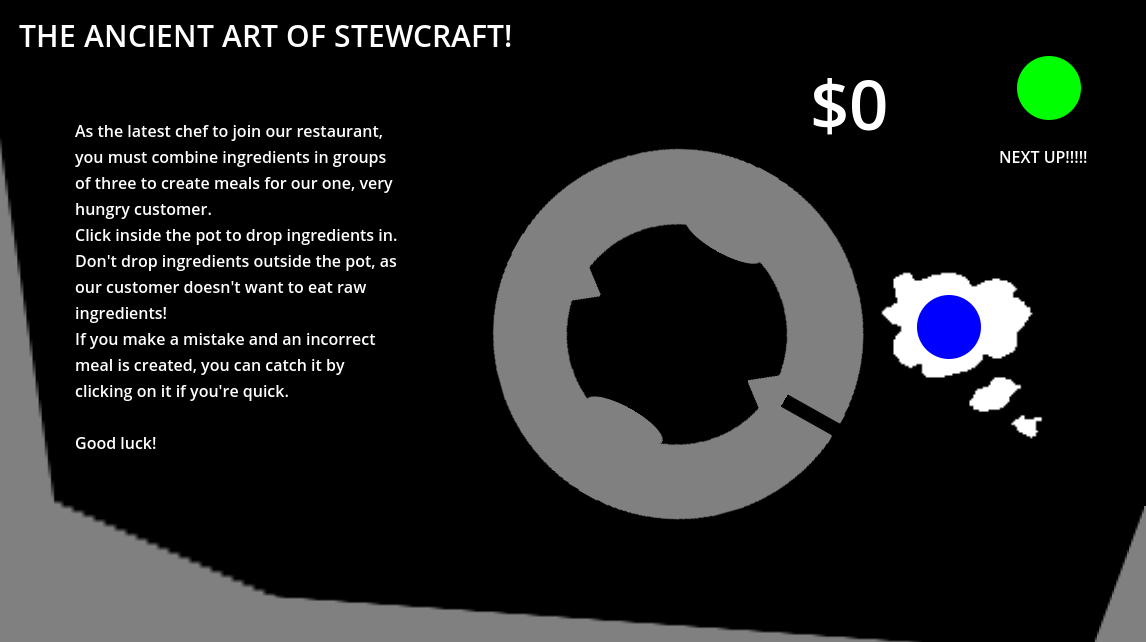 THE ANCIENT ART OF STEWCRAFT!
$0
NEXT UP!!!!!
As the latest chef to join our restaurant,
you must combine ingredients in groups
of three to create meals for our one, very
hungry customer.
Click inside the pot to drop ingredients in.
Don't drop ingredients outside the pot, as
our customer doesn't want to eat raw
ingredients!
If you make a mistake and an incorrect
meal is created, you can catch it by
clicking on it if you're quick.
Good luck!